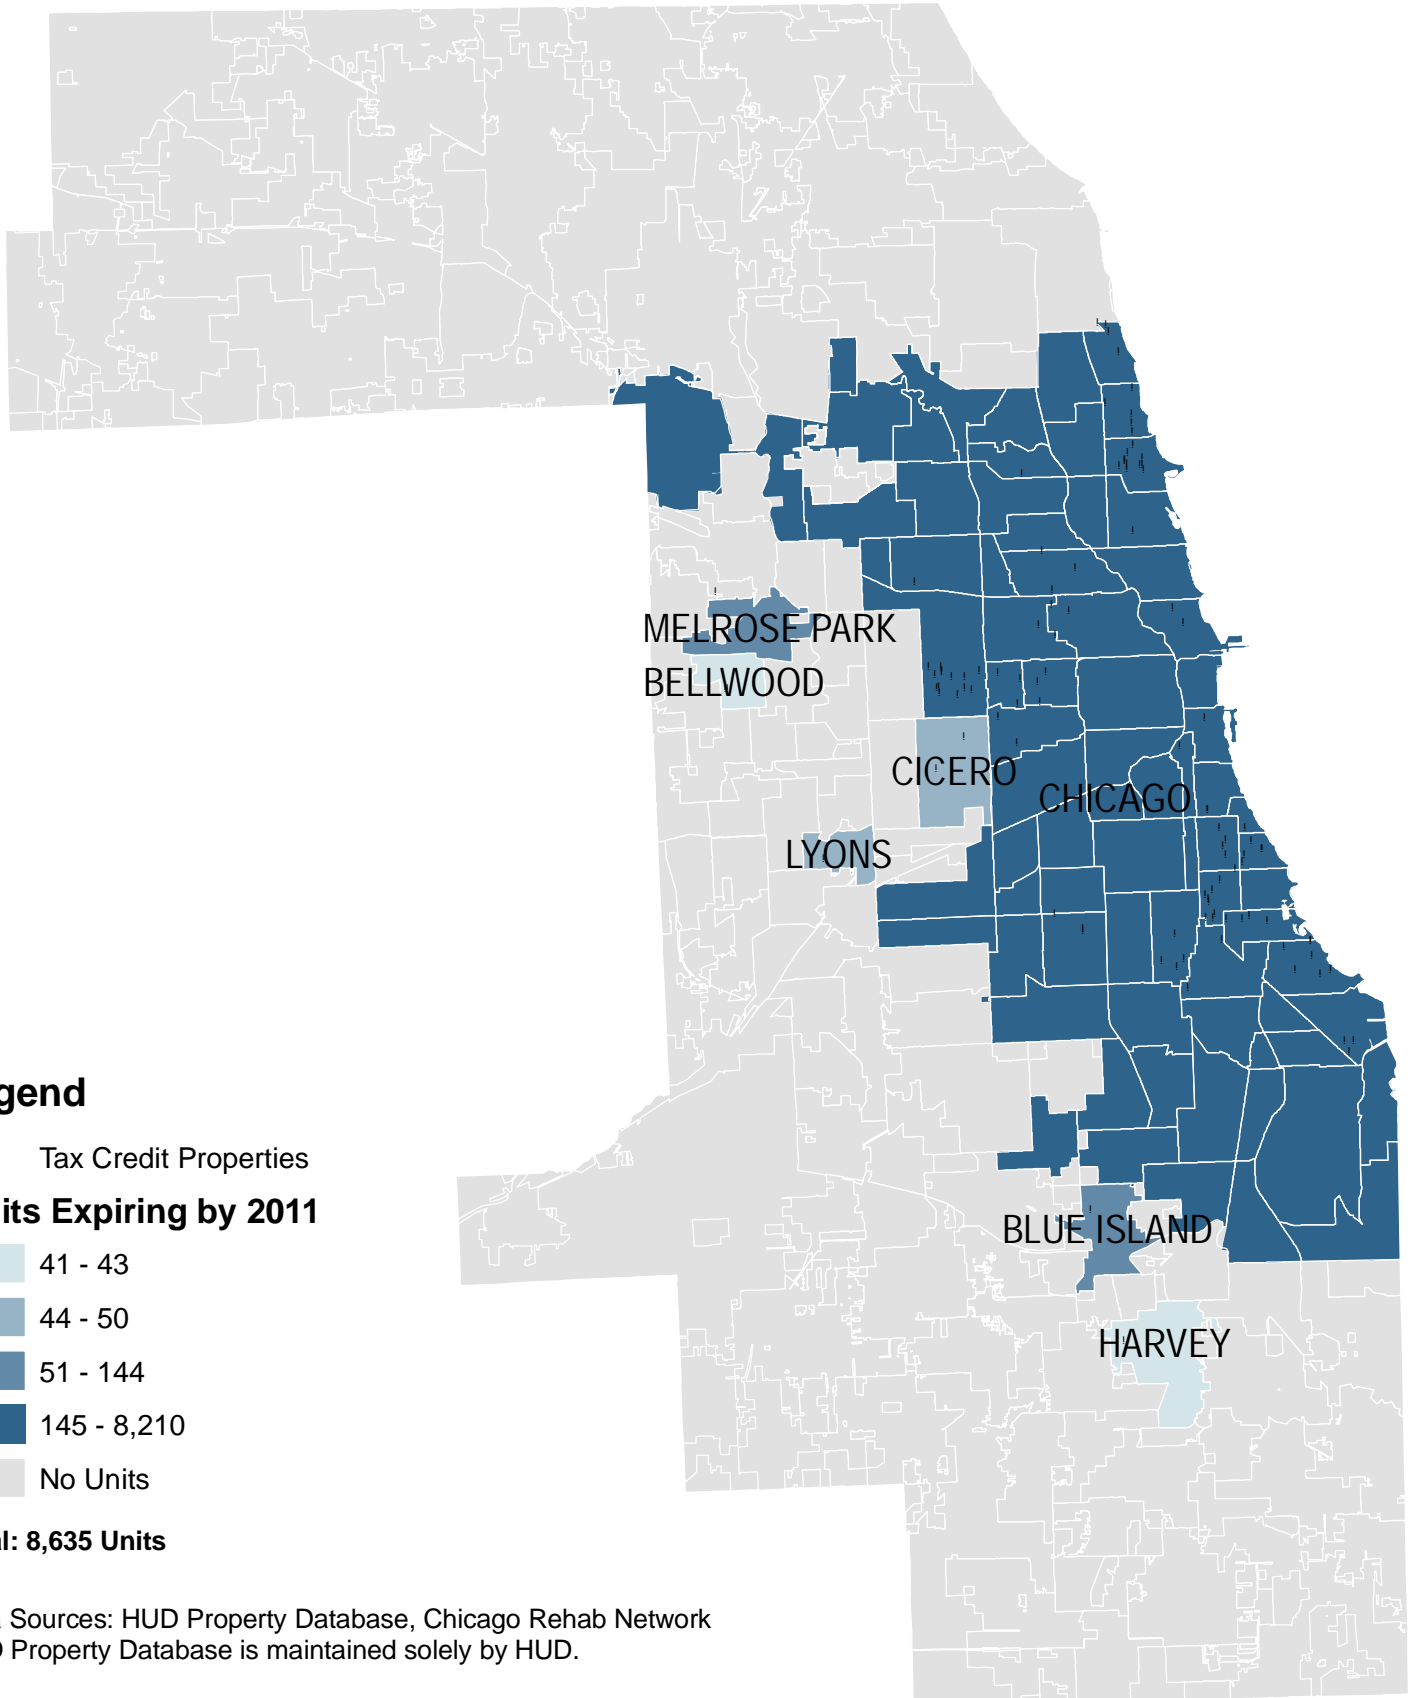 MELROSE PARK
BELLWOOD
CICERO
CHICAGO
LYONS
BLUE ISLAND
HARVEY
gend
Tax Credit Properties
its Expiring by 2011
41 - 43
44 - 50
51 - 144
145 - 8,210
No Units
al: 8,635 Units
a Sources: HUD Property Database, Chicago Rehab Network
D Property Database is maintained solely by HUD.